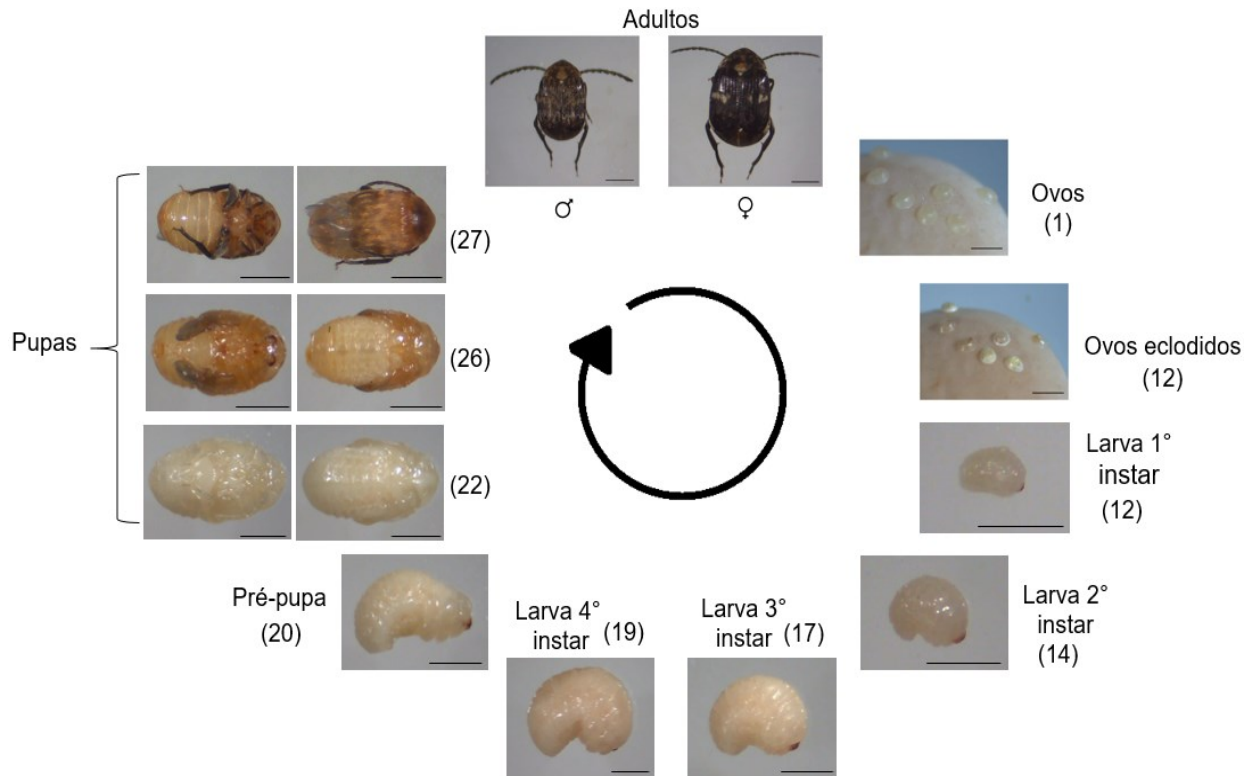 Adultos
♂
♀
Ovos
(1)
Ovos eclodidos
(12)
Larva 1°
instar
(12)
Larva 2°
instar
(14)
Larva 3°
instar (17)
Larva 4°
instar (19)
Pré-pupa
(20)
Pupas
(22)
(26)
(27)